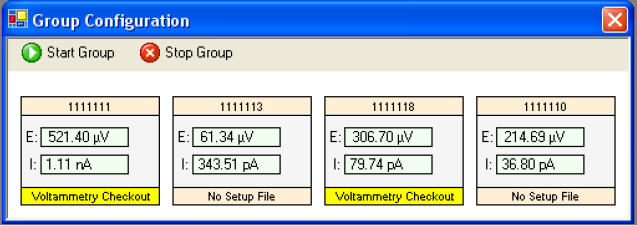 Group Configuration
Start Group Stop Group
1111111 1111113 1111118 1111110
E: 521.40 µV E: 61.34 µV E: 306.70 µV E: 214.69 µV
I: 1.11 nA I: 343.51 pA I: 79.74 pA I: 36.80 pA
Voltammetry Checkout No Setup File Voltammetry Checkout No Setup File